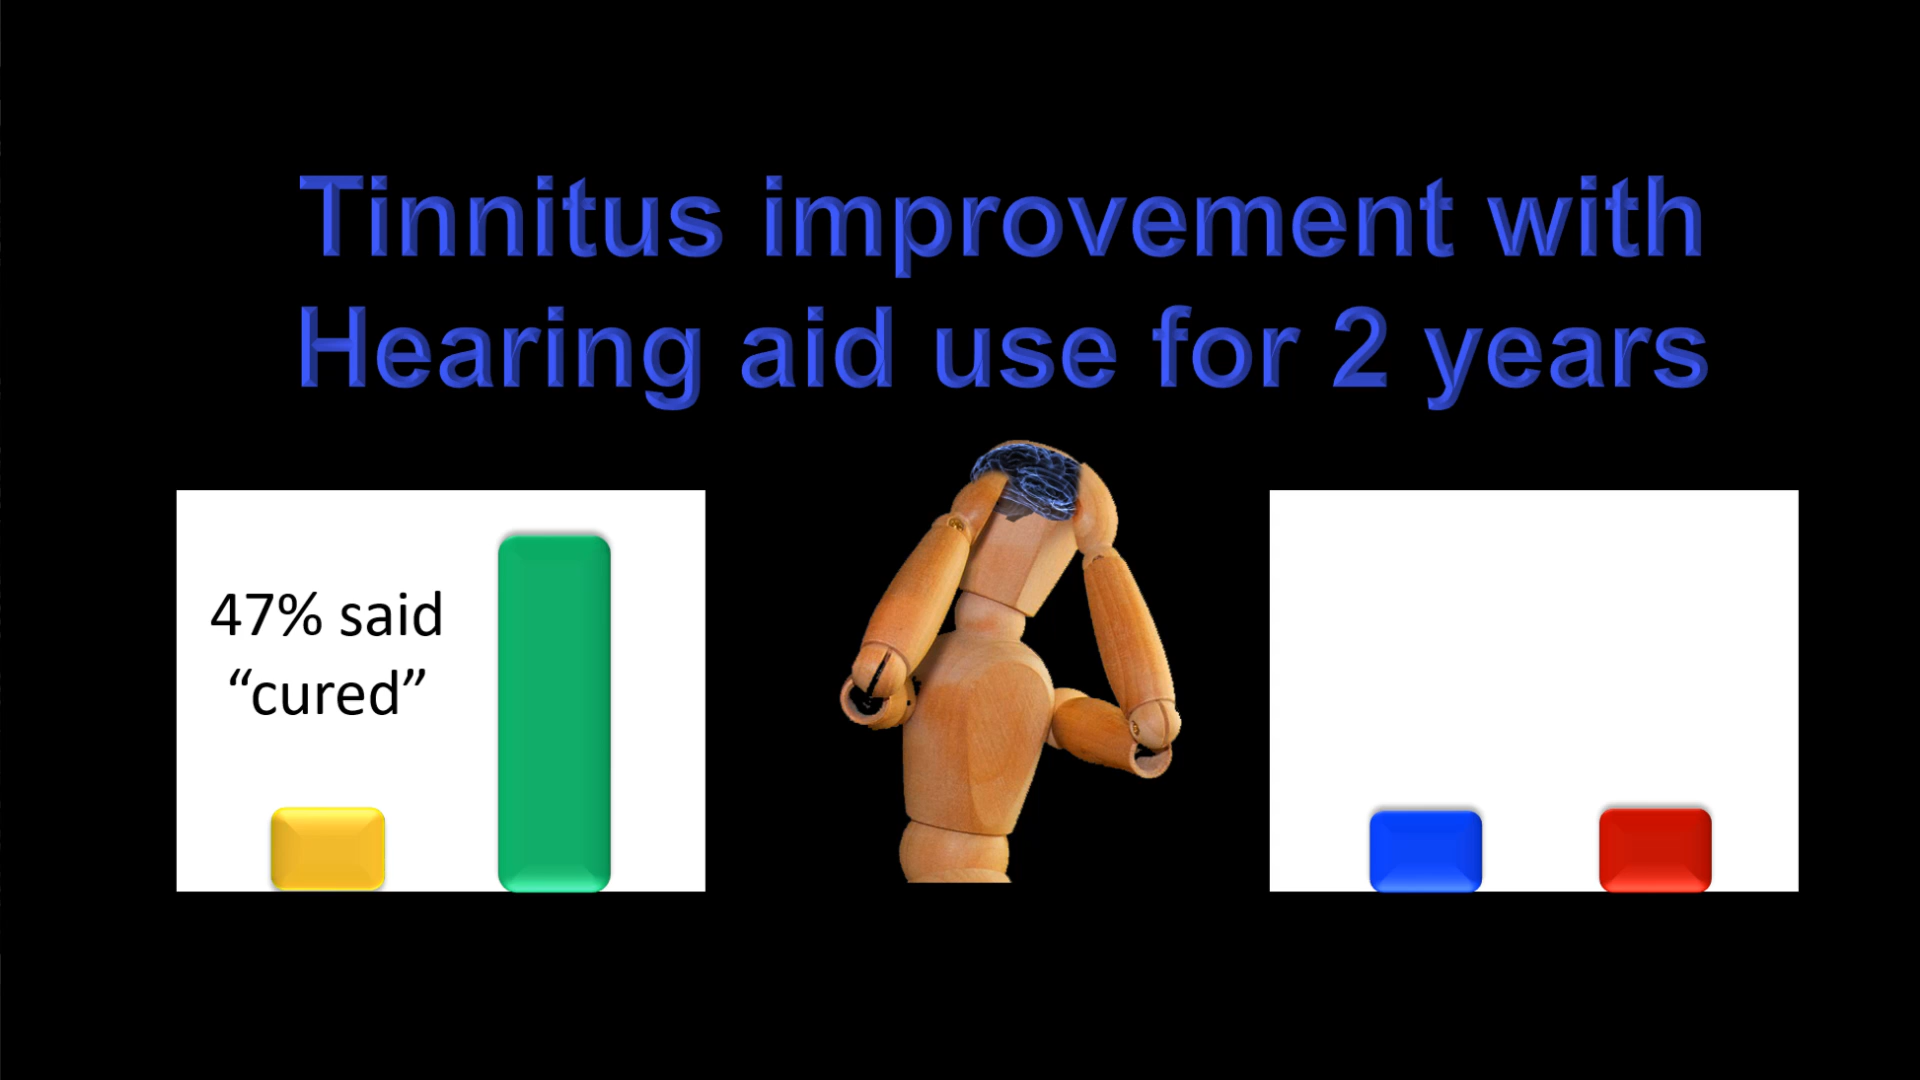 Tinnitus improvement with
Hearing aid use for 2 years
47% said
“cured”